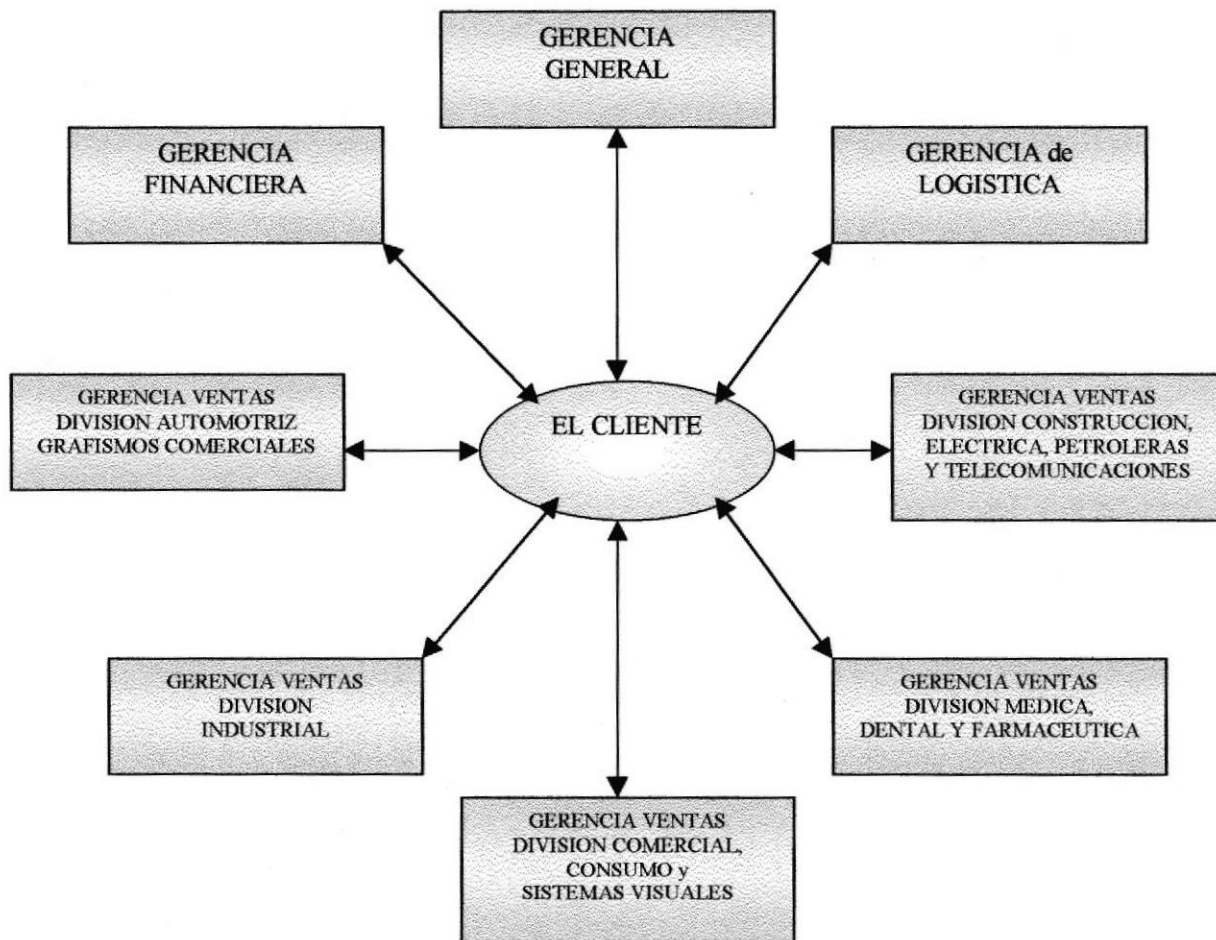 GERENCIA
GENERAL
GERENCIA
FINANCIERA
GERENCIA de
LOGISTICA
GERENCIA VENTAS
DIVISION AUTOMOTRIZ
GRAFISMOS COMERCIALES
EL CLIENTE
GERENCIA VENTAS
DIVISION CONSTRUCCION,
ELECTRICA, PETROLERAS
Y TELECOMUNICACIONES
GERENCIA VENTAS
DIVISION
INDUSTRIAL
GERENCIA VENTAS
DIVISION MEDICA,
DENTAL Y FARMACEUTICA
GERENCIA VENTAS
DIVISION COMERCIAL,
CONSUMO y
SISTEMAS VISUALES